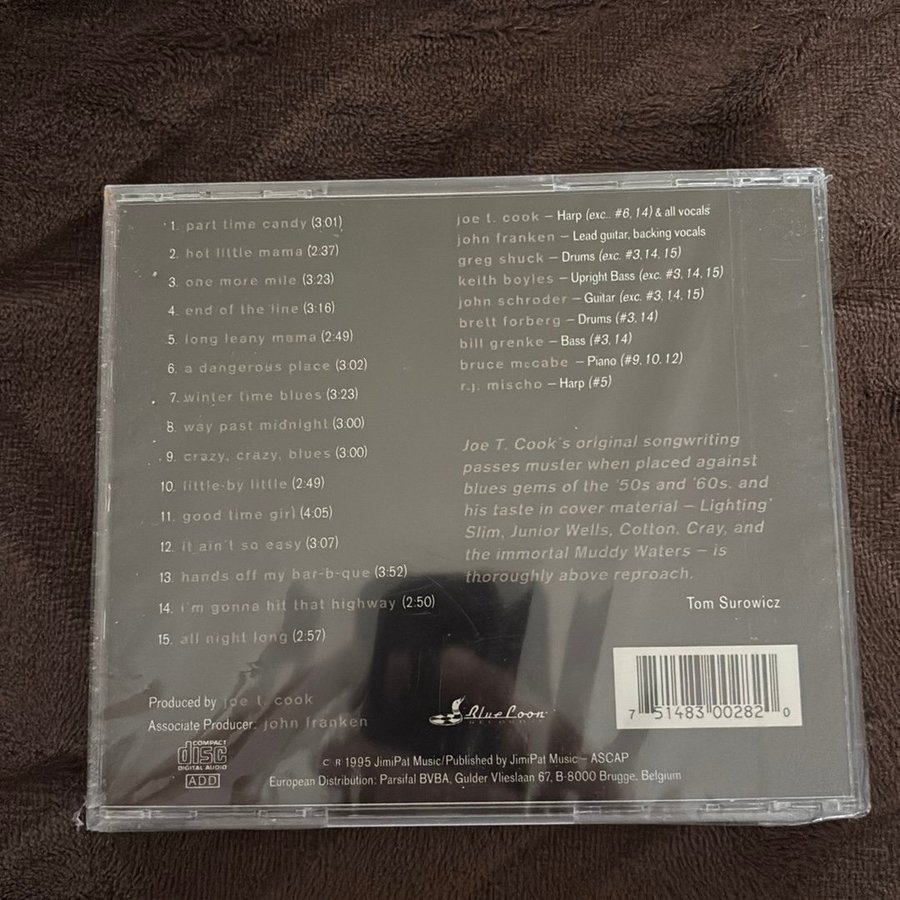 1. part time candy (3:01)
2. hot little mama (2:37)
3. one more mile (3:23)
4. end of the line (3:16)
5. long leany mama (2:49)
6. a dangerous place (3:02)
7. winter time blues (3:23)
8. way past midnight (3:00)
9. crazy, crazy, blues (3:00)
10. little by little (2:49)
11. good time girl (4:05)
12. it ain't so easy (3:07)
13. hands off my bar-b-que (3:52)
14. i'm gonna hit that highway (2:50)
15. all night long (2:57)
joe t. cook – Harp (exc.. #6, 14) & all vocals
john franken – Lead guitar, backing vocals
greg shuck – Drums (exc. #3, 14, 15)
keith boyles – Upright Bass (exc. #3, 14, 15)
john schroder – Guitar (exc. #3, 14, 15)
brett forberg – Drums (#3, 14)
bill grenke – Bass (#3, 14)
bruce mccabe – Piano (#9, 10, 12)
r.j. mischo – Harp (#5)
Joe T. Cook's original songwriting
passes muster when placed against
blues gems of the '50s and '60s, and
his taste in cover material – Lighting'
Slim, Junior Wells, Cotton, Cray, and
the immortal Muddy Waters – is
thoroughly above reproach.
Tom Surowicz
Produced by joe t. cook
Associate Producer: john franken
COMPACT
disc
DIGITAL AUDIO
ADD
Blue Loon
RECORDS
7 51483 00282 0
C R 1995 JimiPat Music/Published by JimiPat Music – ASCAP
European Distribution: Parsifal BVBA, Gulder Vlieslaan 67, B-8000 Brugge, Belgium